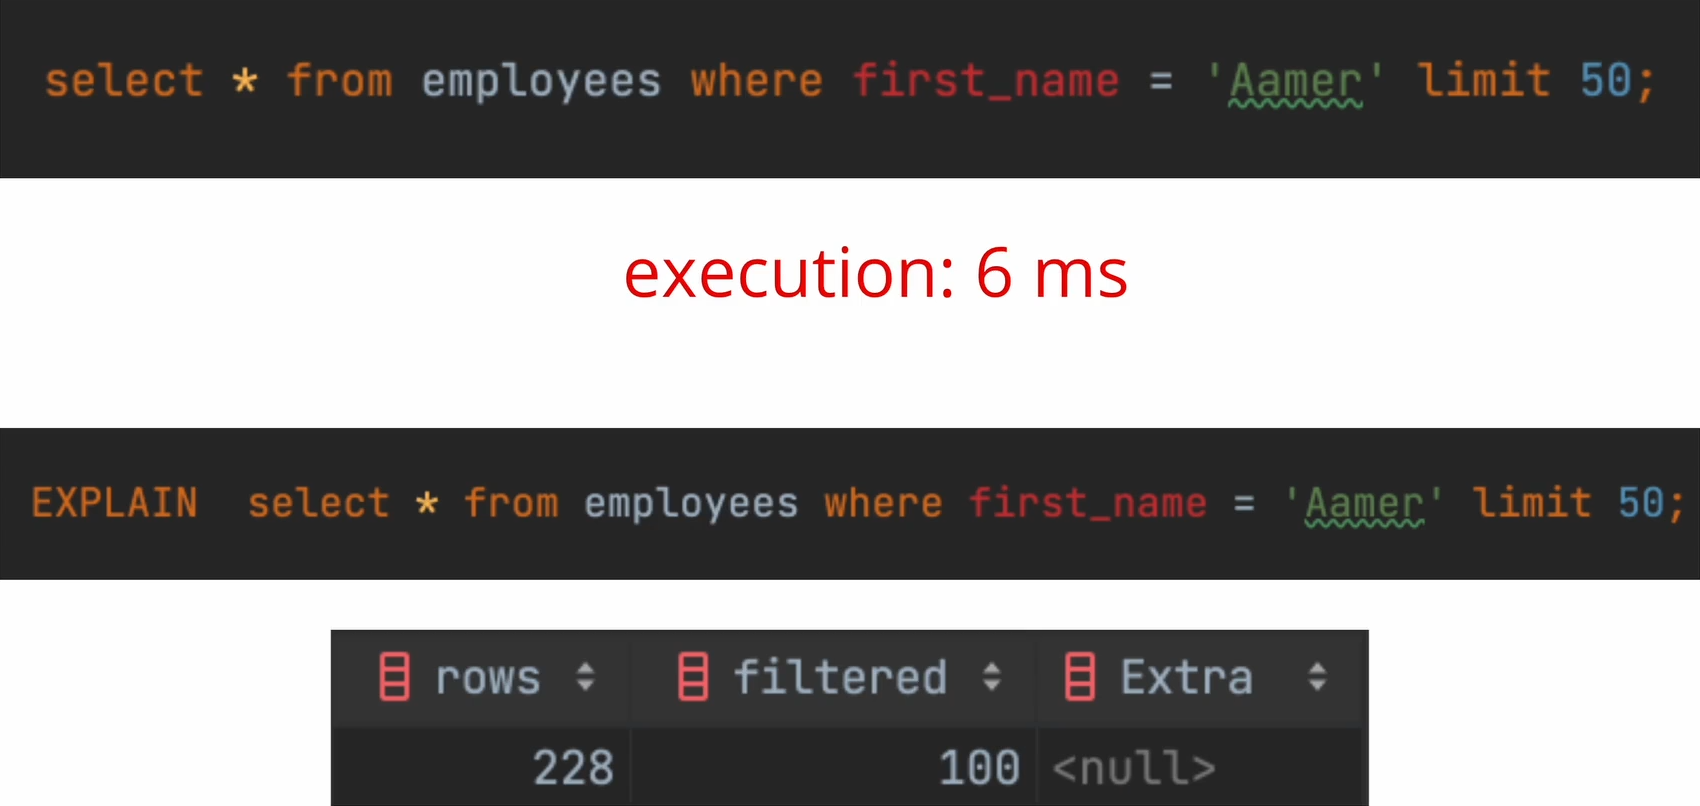 select * from employees where first_name = 'Aamer' limit 50;
execution: 6 ms
EXPLAIN  select * from employees where first_name = 'Aamer' limit 50;
rows filtered Extra
228 100 <null>